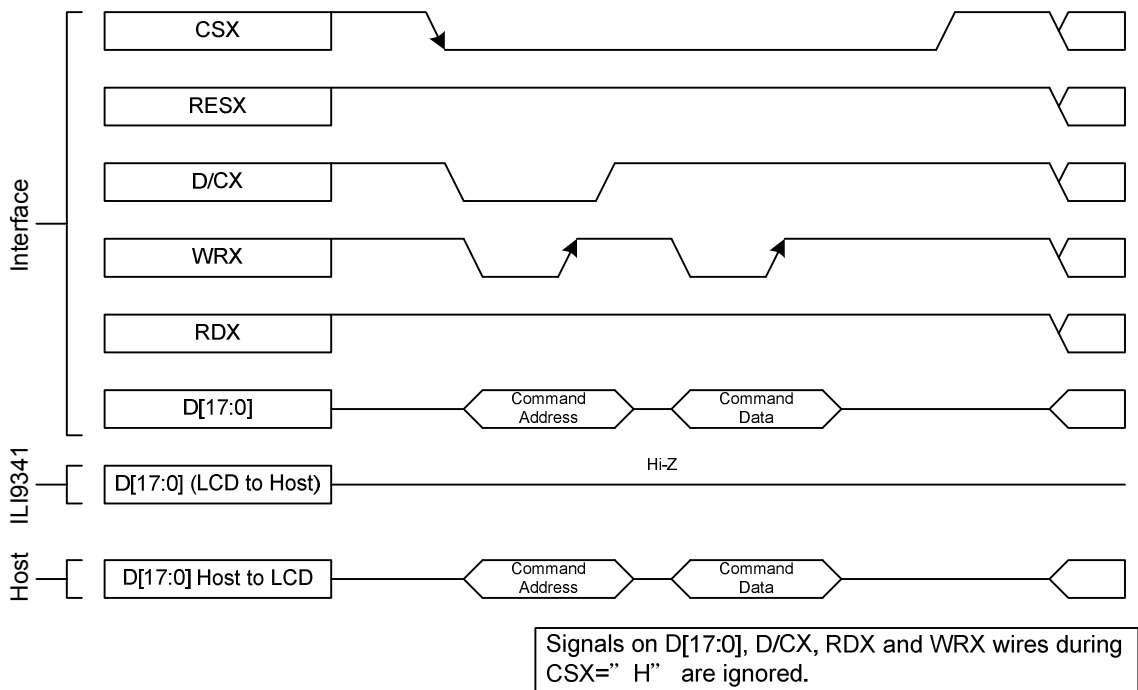 Interface
CSX
RESX
D/CX
WRX
RDX
D[17:0]
Command
Address
Command
Data
ILI9341
D[17:0] (LCD to Host)
Hi-Z
Host
D[17:0] Host to LCD
Command
Address
Command
Data
Signals on D[17:0], D/CX, RDX and WRX wires during
CSX=” H” are ignored.